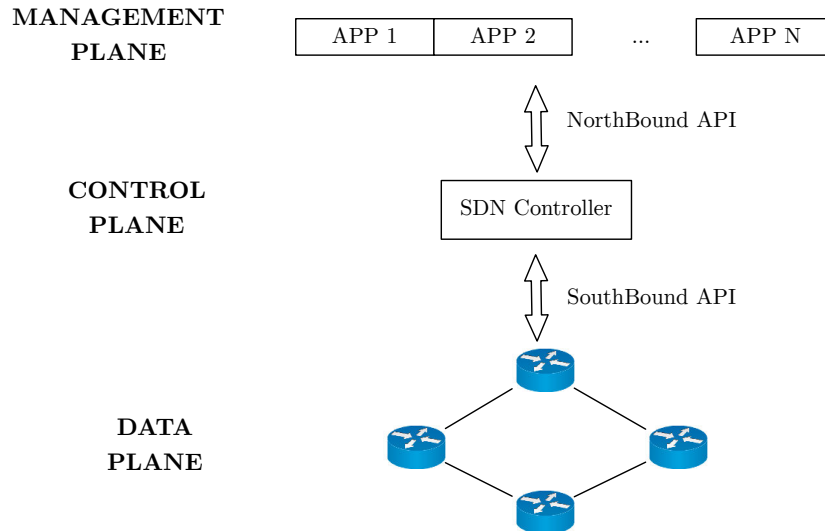 MANAGEMENT
PLANE
APP 1
APP 2
...
APP N
NorthBound API
CONTROL
PLANE
SDN Controller
SouthBound API
DATA
PLANE